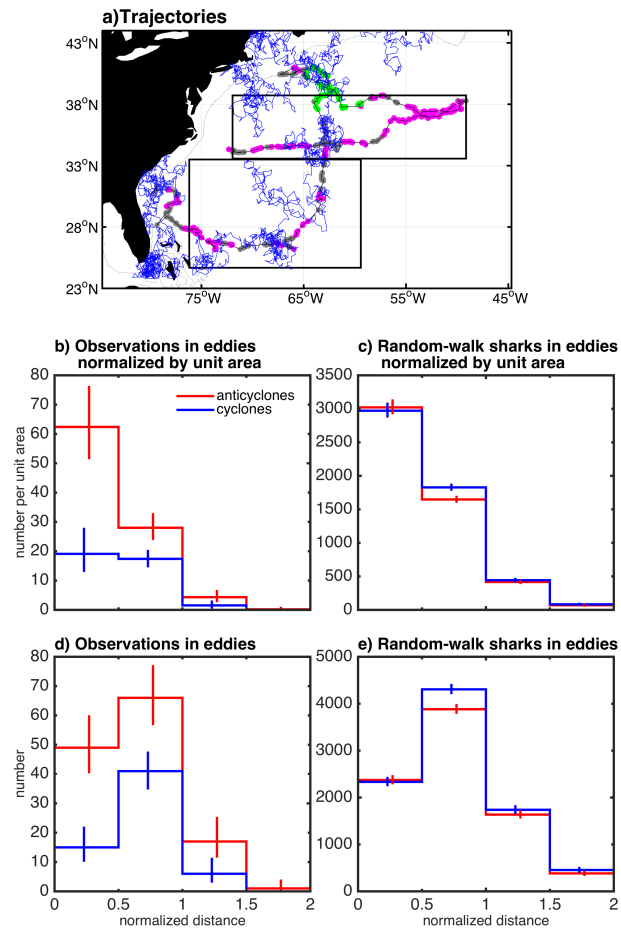 a)Trajectories
43°N
38°N
33°N
28°N
23°N
75°W 65°W 55°W 45°W
b) Observations in eddies
normalized by unit area
c) Random-walk sharks in eddies
normalized by unit area
80
70
60
50
40
30
20
10
0
number per unit area
anticyclones
cyclones
3500
3000
2500
2000
1500
1000
500
0
d) Observations in eddies
e) Random-walk sharks in eddies
80
70
60
50
40
30
20
10
0
number
0 0.5 1 1.5 2
normalized distance
5000
4000
3000
2000
1000
0
0 0.5 1 1.5 2
normalized distance